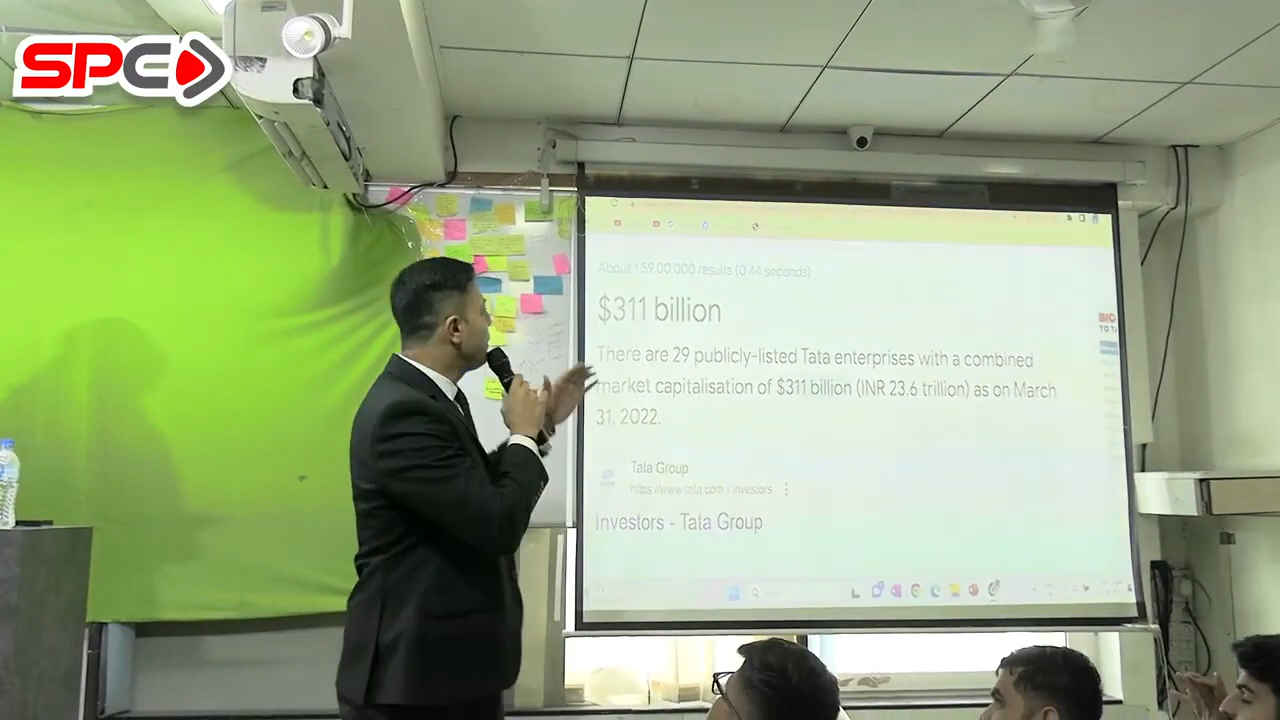 SPC
About 1,59,00,000 results (0.44 seconds)
$311 billion
There are 29 publicly-listed Tata enterprises with a combined
market capitalisation of $311 billion (INR 23.6 trillion) as on March
31, 2022.
Tata Group
https://www.tata.com › investors
Investors - Tata Group